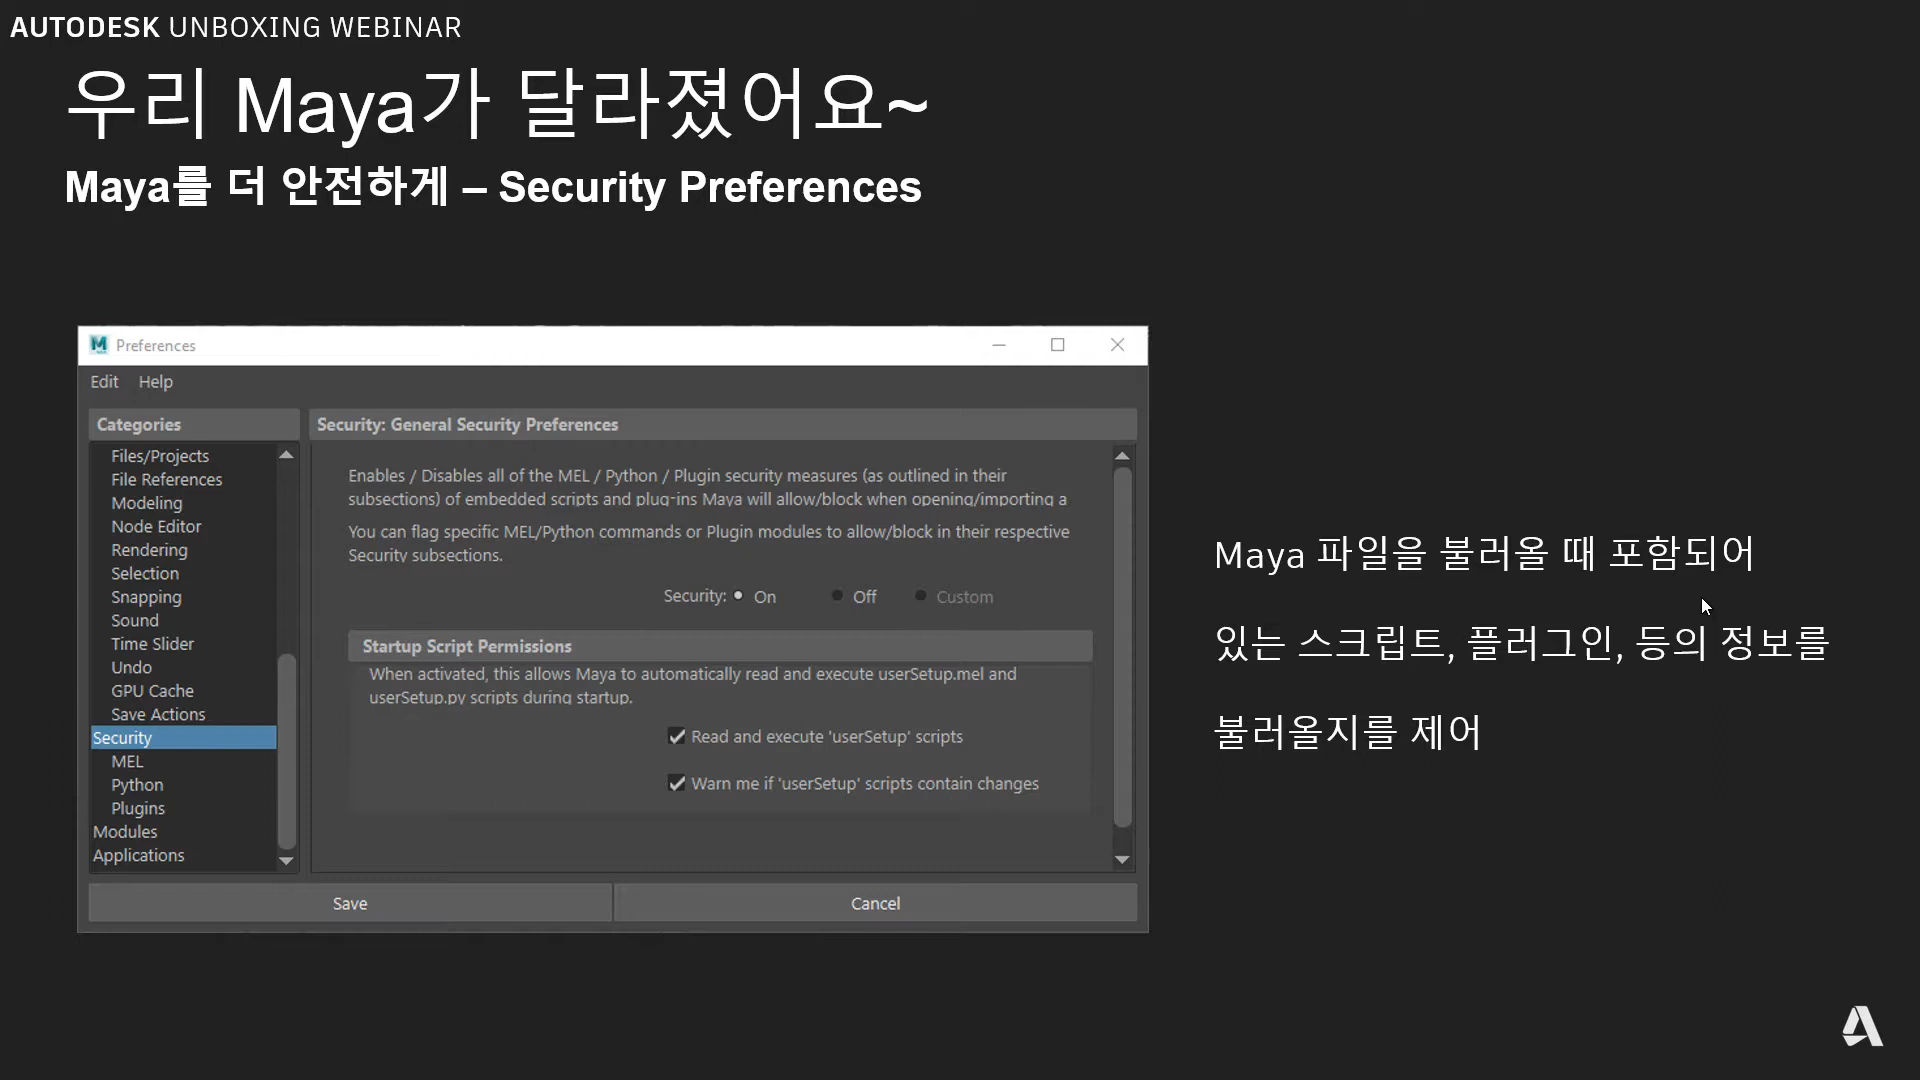 AUTODESK UNBOXING WEBINAR
우리 Maya가 달라졌어요~
Maya를 더 안전하게 – Security Preferences
Preferences
Edit Help
Categories
Files/Projects
File References
Modeling
Node Editor
Rendering
Selection
Snapping
Sound
Time Slider
Undo
GPU Cache
Save Actions
Security
MEL
Python
Plugins
Modules
Applications
Security: General Security Preferences
Enables / Disables all of the MEL / Python / Plugin security measures (as outlined in their
subsections) of embedded scripts and plug-ins Maya will allow/block when opening/importing a
You can flag specific MEL/Python commands or Plugin modules to allow/block in their respective
Security subsections.
Security: On Off Custom
Startup Script Permissions
When activated, this allows Maya to automatically read and execute userSetup.mel and
userSetup.py scripts during startup.
Read and execute 'userSetup' scripts
Warn me if 'userSetup' scripts contain changes
Save Cancel
Maya 파일을 불러올 때 포함되어
있는 스크립트, 플러그인, 등의 정보를
불러올지를 제어